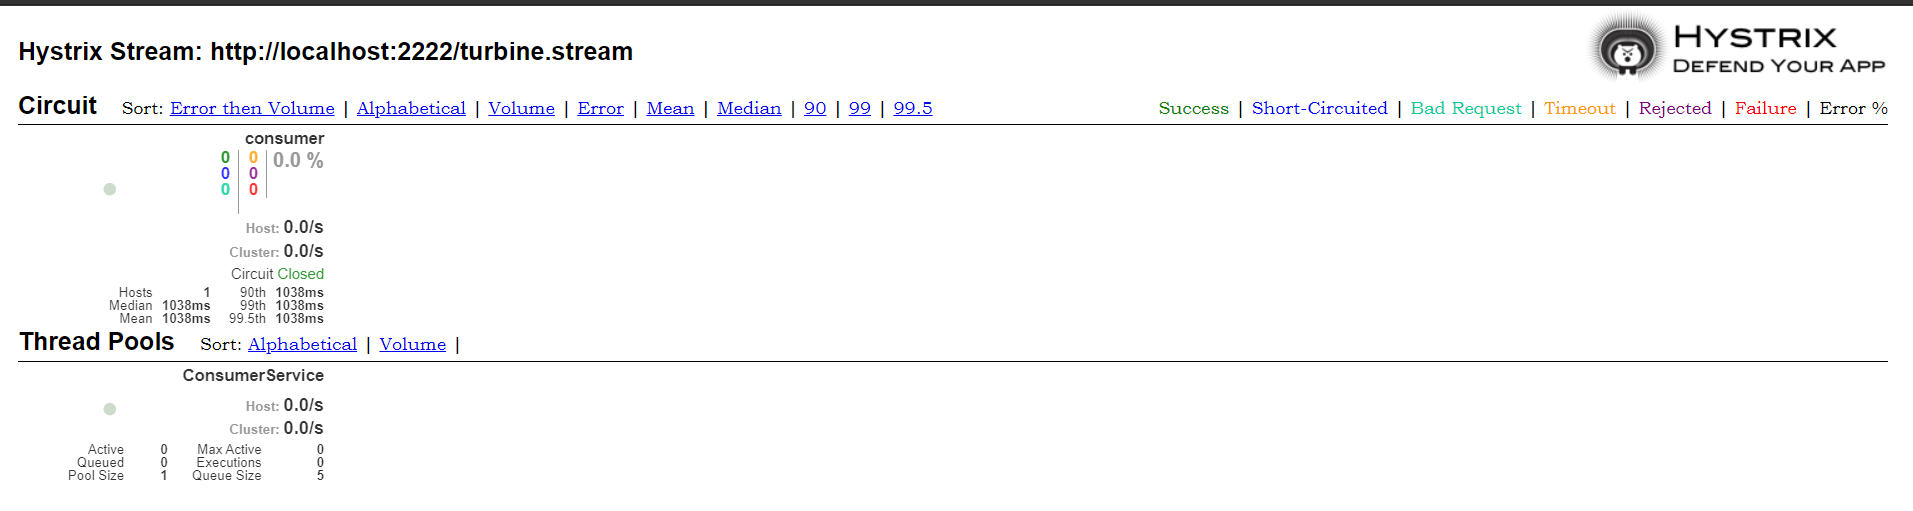 Hystrix Stream: http://localhost:2222/turbine.stream
HYSTRIX
DEFEND YOUR APP
Circuit Sort: Error then Volume | Alphabetical | Volume | Error | Mean | Median | 90 | 99 | 99.5
Success | Short-Circuited | Bad Request | Timeout | Rejected | Failure | Error %
consumer
0 0 0.0 %
0 0
0 0
Host: 0.0/s
Cluster: 0.0/s
Circuit Closed
Hosts 1 90th 1038ms
Median 1038ms 99th 1038ms
Mean 1038ms 99.5th 1038ms
Thread Pools Sort: Alphabetical | Volume |
ConsumerService
Host: 0.0/s
Cluster: 0.0/s
Active 0 Max Active 0
Queued 0 Executions 0
Pool Size 1 Queue Size 5